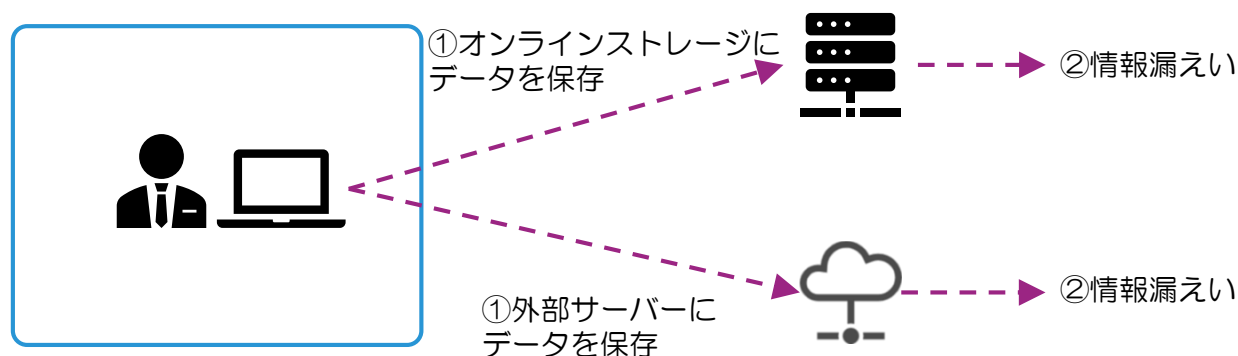 ①オンラインストレージに
データを保存
②情報漏えい
①外部サーバーに
データを保存
②情報漏えい